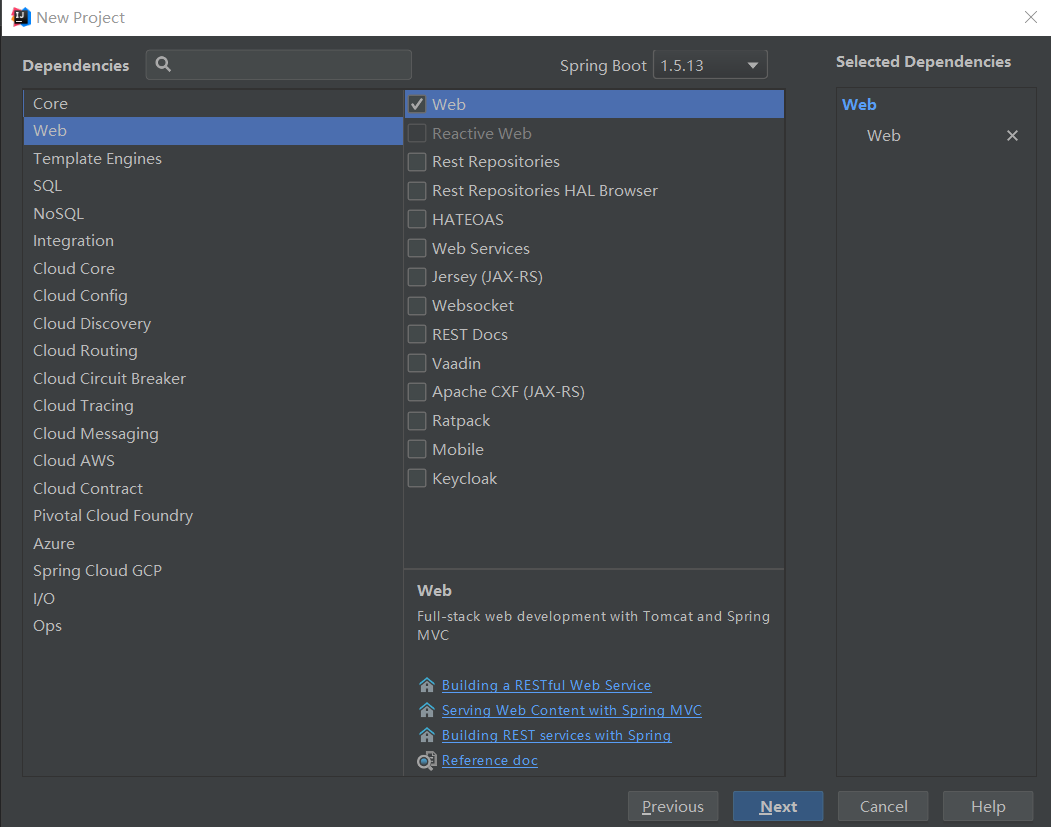 New Project
Dependencies
Spring Boot 1.5.13
Selected Dependencies
Core
Web
Template Engines
SQL
NoSQL
Integration
Cloud Core
Cloud Config
Cloud Discovery
Cloud Routing
Cloud Circuit Breaker
Cloud Tracing
Cloud Messaging
Cloud AWS
Cloud Contract
Pivotal Cloud Foundry
Azure
Spring Cloud GCP
I/O
Ops
Web
Reactive Web
Rest Repositories
Rest Repositories HAL Browser
HATEOAS
Web Services
Jersey (JAX-RS)
Websocket
REST Docs
Vaadin
Apache CXF (JAX-RS)
Ratpack
Mobile
Keycloak
Web
Full-stack web development with Tomcat and Spring
MVC
Building a RESTful Web Service
Serving Web Content with Spring MVC
Building REST services with Spring
Reference doc
Web
Web
Previous
Next
Cancel
Help